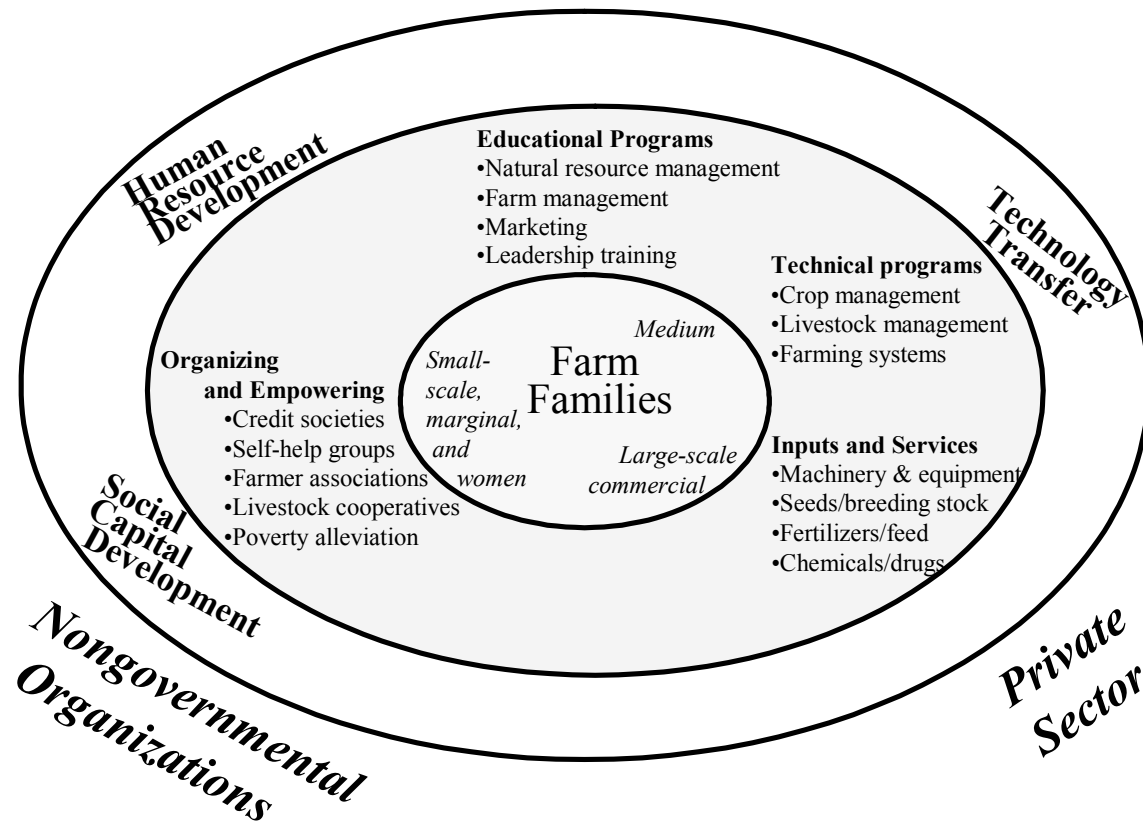 Human
Resource
Development
Educational Programs
•Natural resource management
•Farm management
•Marketing
•Leadership training
Technology
Transfer
Technical programs
•Crop management
•Livestock management
•Farming systems
Organizing
and Empowering
•Credit societies
•Self-help groups
•Farmer associations
•Livestock cooperatives
•Poverty alleviation
Small-
scale,
marginal,
and
women
Medium
Farm
Families
Large-scale
commercial
Inputs and Services
•Machinery & equipment
•Seeds/breeding stock
•Fertilizers/feed
•Chemicals/drugs
Social
Capital
Development
Nongovernmental
Organizations
Private
Sector